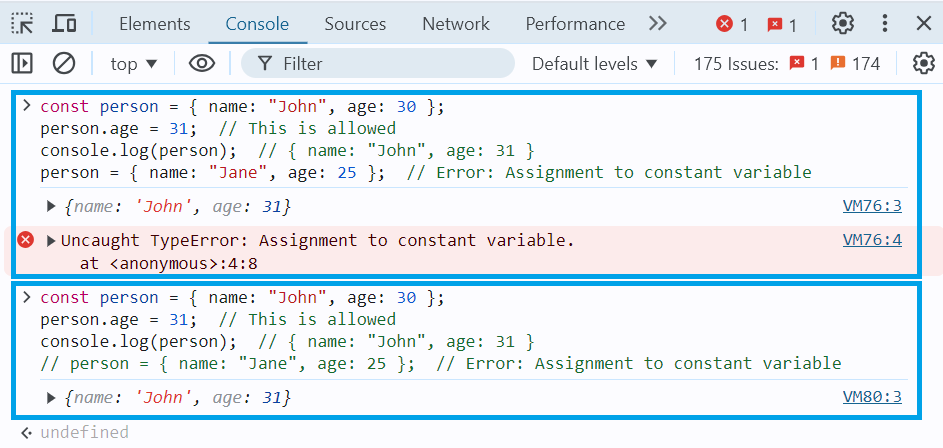 Elements Console Sources Network Performance 1 1
top Filter Default levels 175 Issues: 1 174
const person = { name: "John", age: 30 };
person.age = 31;  // This is allowed
console.log(person);  // { name: "John", age: 31 }
person = { name: "Jane", age: 25 };  // Error: Assignment to constant variable
{name: 'John', age: 31} VM76:3
Uncaught TypeError: Assignment to constant variable. VM76:4
at <anonymous>:4:8
const person = { name: "John", age: 30 };
person.age = 31;  // This is allowed
console.log(person);  // { name: "John", age: 31 }
// person = { name: "Jane", age: 25 };  // Error: Assignment to constant variable
{name: 'John', age: 31} VM80:3
undefined